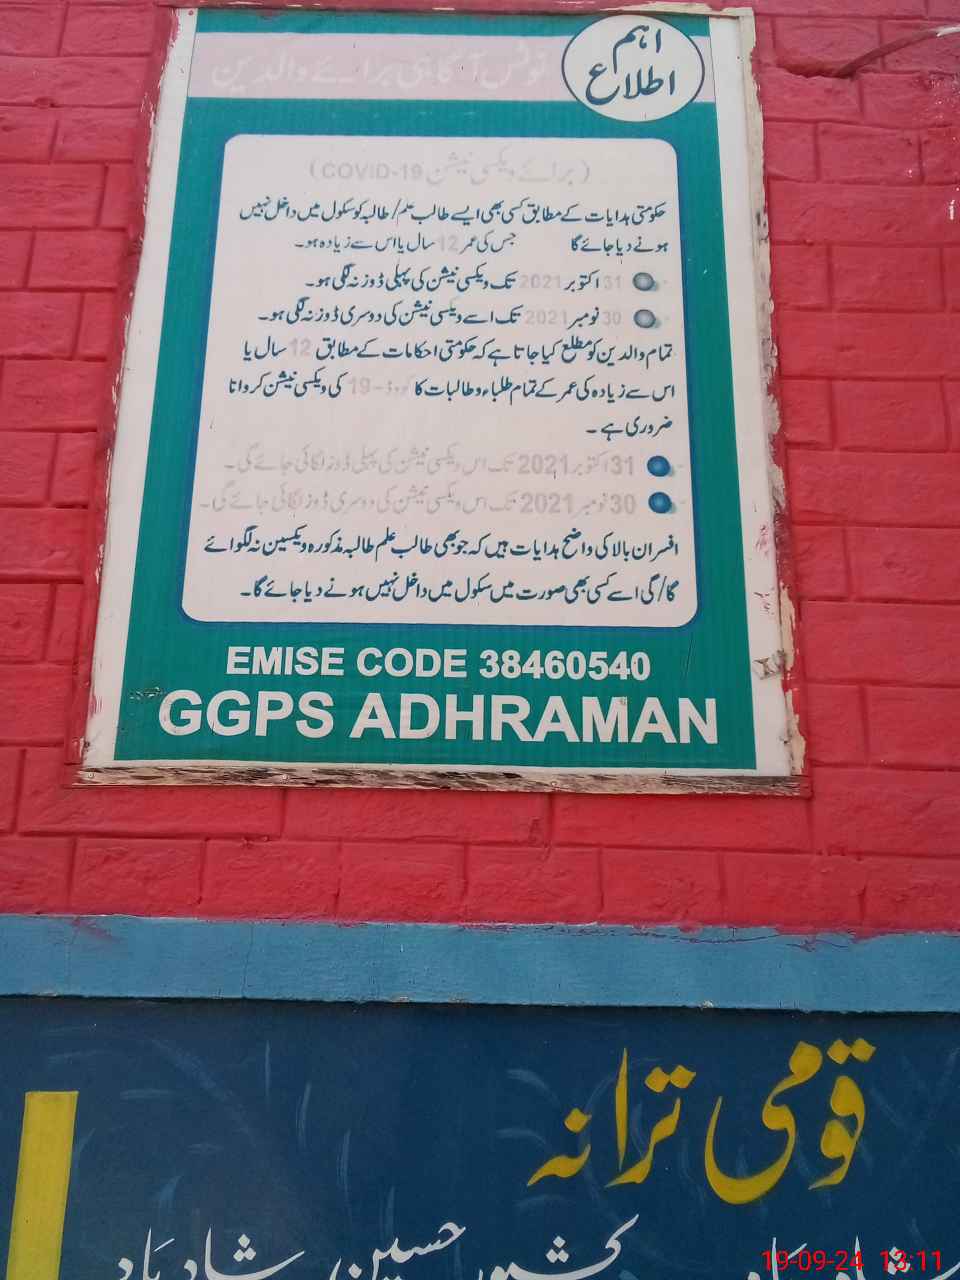 اہم
اطلاع
نوٹس آگاہی برائے والدین
(برائے ویکسی نیشن COVID-19)
حکومتی ہدایات کے مطابق کسی بھی ایسے طالب علم/طالبہ کو سکول میں داخل نہیں
ہونے دیا جائے گا جس کی عمر 12 سال یا اس سے زیادہ ہو۔
31 اکتوبر 2021 تک ویکسی نیشن کی پہلی ڈوز نہ لگی ہو۔
30 نومبر 2021 تک اسے ویکسی نیشن کی دوسری ڈوز نہ لگی ہو۔
تمام والدین کو مطلع کیا جاتا ہے کہ حکومتی احکامات کے مطابق 12 سال یا
اس سے زیادہ کی عمر کے تمام طلباء و طالبات کا کووڈ-19 کی ویکسی نیشن کروانا
ضروری ہے۔
31 اکتوبر 2021 تک اس ویکسی نیشن کی پہلی ڈوز لگائی جائے گی۔
30 نومبر 2021 تک اس ویکسی نیشن کی دوسری ڈوز لگائی جائے گی۔
افسران بالا کی واضح ہدایات ہیں کہ جو بھی طالب علم طالبہ مذکورہ ویکسین نہ لگوائے
گا/گی اسے کسی بھی صورت میں سکول میں داخل نہیں ہونے دیا جائے گا۔
EMISE CODE 38460540
GGPS ADHRAMAN
قومی ترانہ
کشور حسین شاد باد
19-09-24 13:11